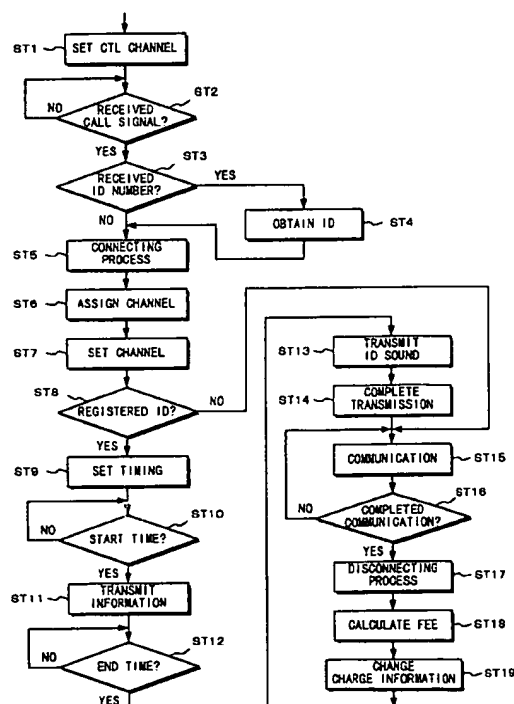 ST1
SET CTL CHANNEL
ST2
NO
RECEIVED
CALL SIGNAL?
YES
ST3
RECEIVED
ID NUMBER?
YES
NO
OBTAIN ID
ST4
ST5
CONNECTING
PROCESS
ST6
ASSIGN CHANNEL
ST7
SET CHANNEL
ST8
REGISTERED ID?
NO
YES
ST9
SET TIMING
ST10
NO
START TIME?
YES
ST11
TRANSMIT
INFORMATION
ST12
NO
END TIME?
YES
ST13
TRANSMIT
ID SOUND
ST14
COMPLETE
TRANSMISSION
COMMUNICATION
ST15
ST16
NO
COMPLETED
COMMUNICATION?
YES
DISCONNECTING
PROCESS
ST17
CALCULATE FEE
ST18
CHANGE
CHARGE INFORMATION
ST19